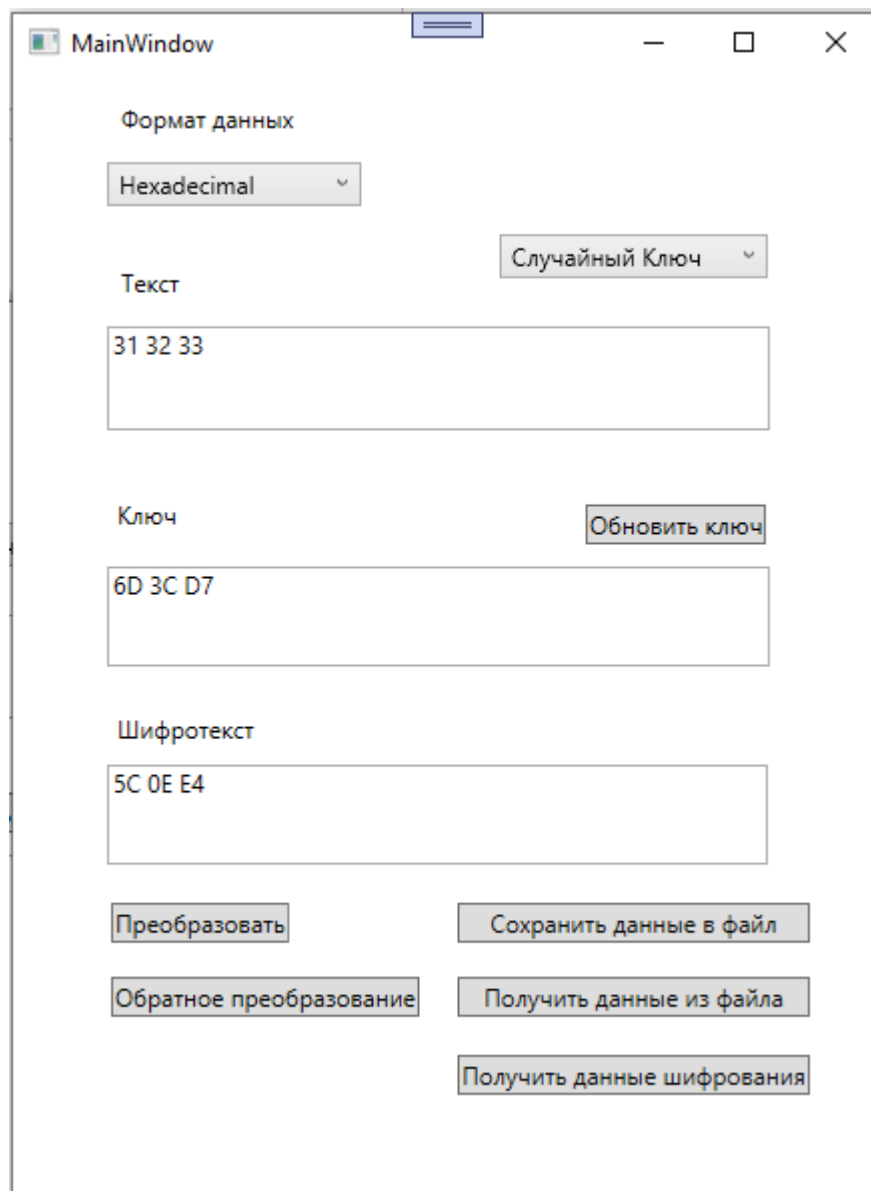 MainWindow
Формат данных
Hexadecimal
Случайный Ключ
Текст
31 32 33
Ключ
Обновить ключ
6D 3C D7
Шифротекст
5C 0E E4
Преобразовать
Сохранить данные в файл
Обратное преобразование
Получить данные из файла
Получить данные шифрования